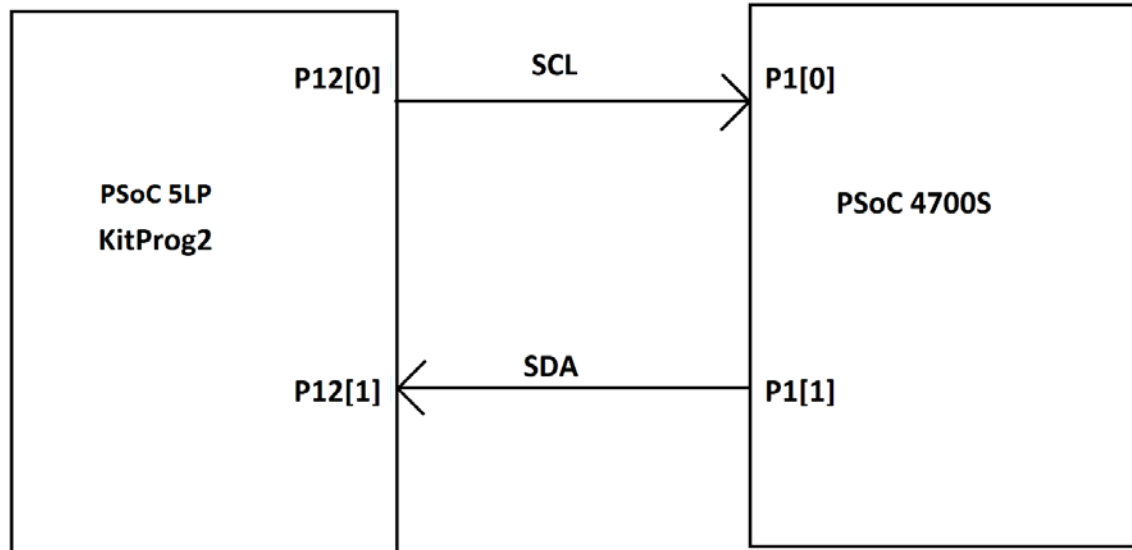 P12[0]
SCL
P1[0]
PSoC 5LP
KitProg2
PSoC 4700S
P12[1]
SDA
P1[1]